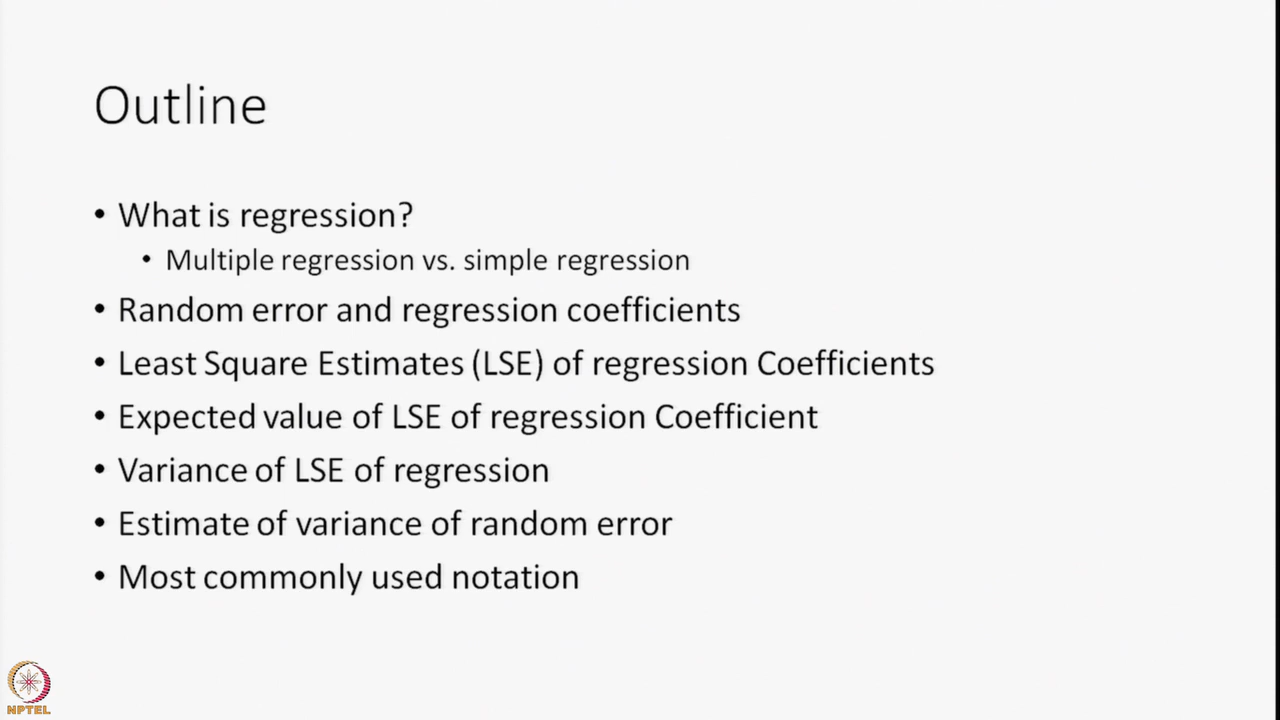 Outline
• What is regression?
• Multiple regression vs. simple regression
• Random error and regression coefficients
• Least Square Estimates (LSE) of regression Coefficients
• Expected value of LSE of regression Coefficient
• Variance of LSE of regression
• Estimate of variance of random error
• Most commonly used notation
NPTEL